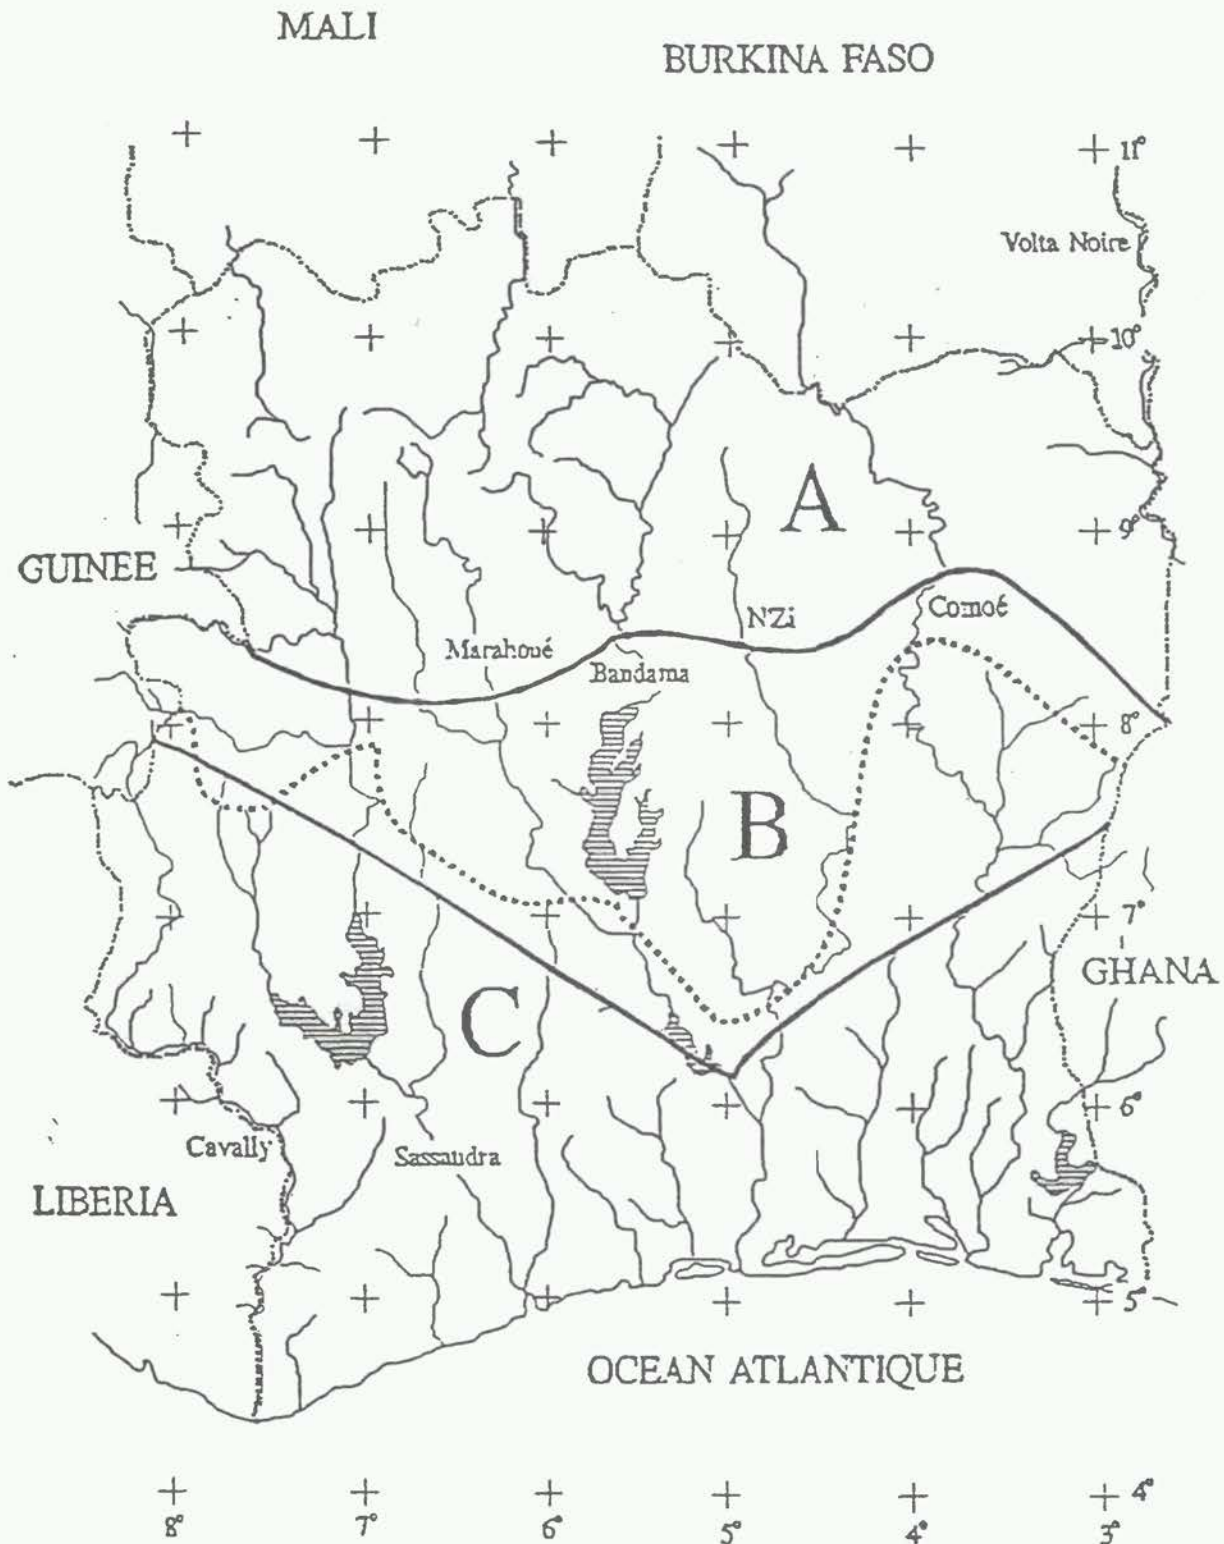 MALI
BURKINA FASO
11°
Volta Noire
10°
A
9°
GUINEE
Comoé
N'Zi
Marahoué
Bandama
8°
B
7°
GHANA
C
6°
Cavally
Sassandra
LIBERIA
5°
OCEAN ATLANTIQUE
4°
8° 7° 6° 5° 4° 3°